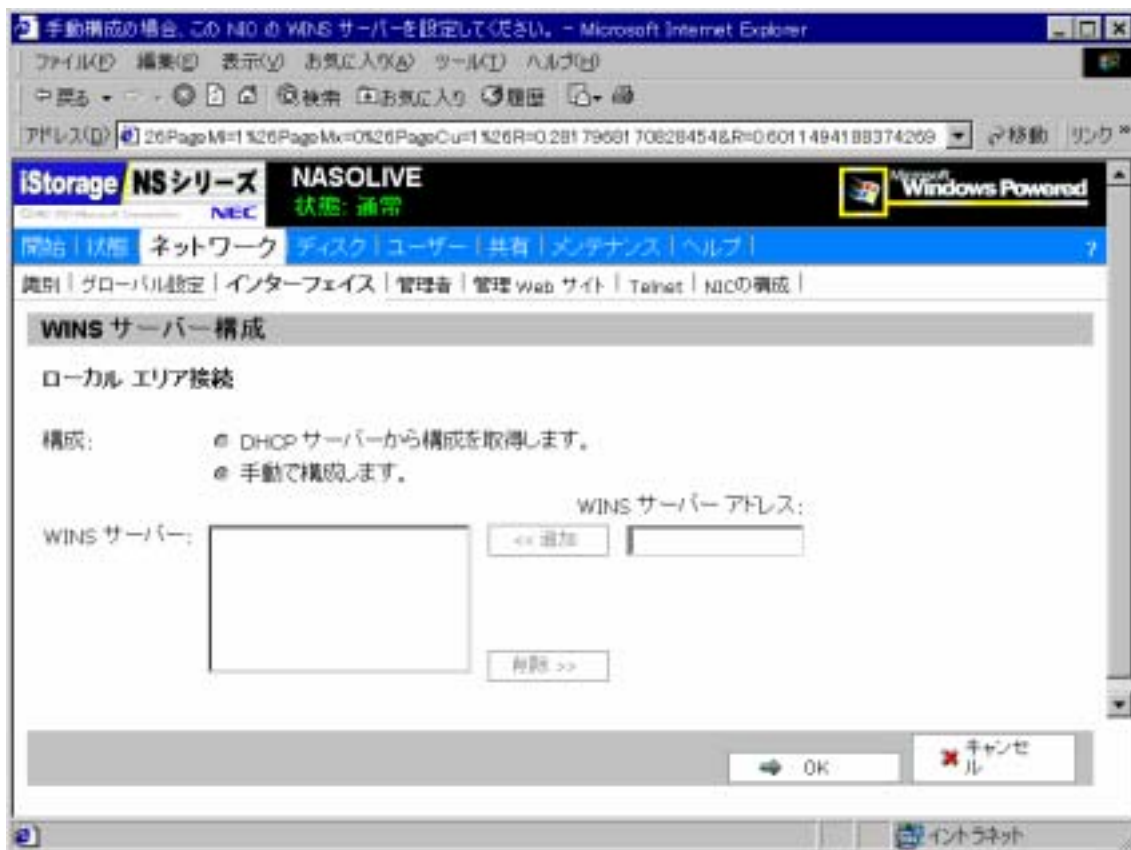 手動構成の場合、この NIC の WINS サーバーを設定してください。 - Microsoft Internet Explorer
ファイル(F) 編集(E) 表示(V) お気に入り(A) ツール(T) ヘルプ(H)
戻る 検索 お気に入り 履歴
アドレス(D) 26PageMi=1%26PageMx=0%26PageCu=1%26R=0.2817968170828454&R=0.6011494188374269 移動 リンク »
iStorage NSシリーズ NASOLIVE Microsoft Windows Powered
NEC 状態: 通常
開始 | 状態 | ネットワーク | ディスク | ユーザー | 共有 | メンテナンス | ヘルプ | ?
識別 | グローバル設定 | インターフェイス | 管理者 | 管理 Web サイト | Telnet | NICの構成 |
WINS サーバー構成
ローカル エリア接続
構成: DHCP サーバーから構成を取得します。
手動で構成します。
WINS サーバー アドレス:
WINS サーバー: << 追加
削除 >>
OK キャンセル
イントラネット